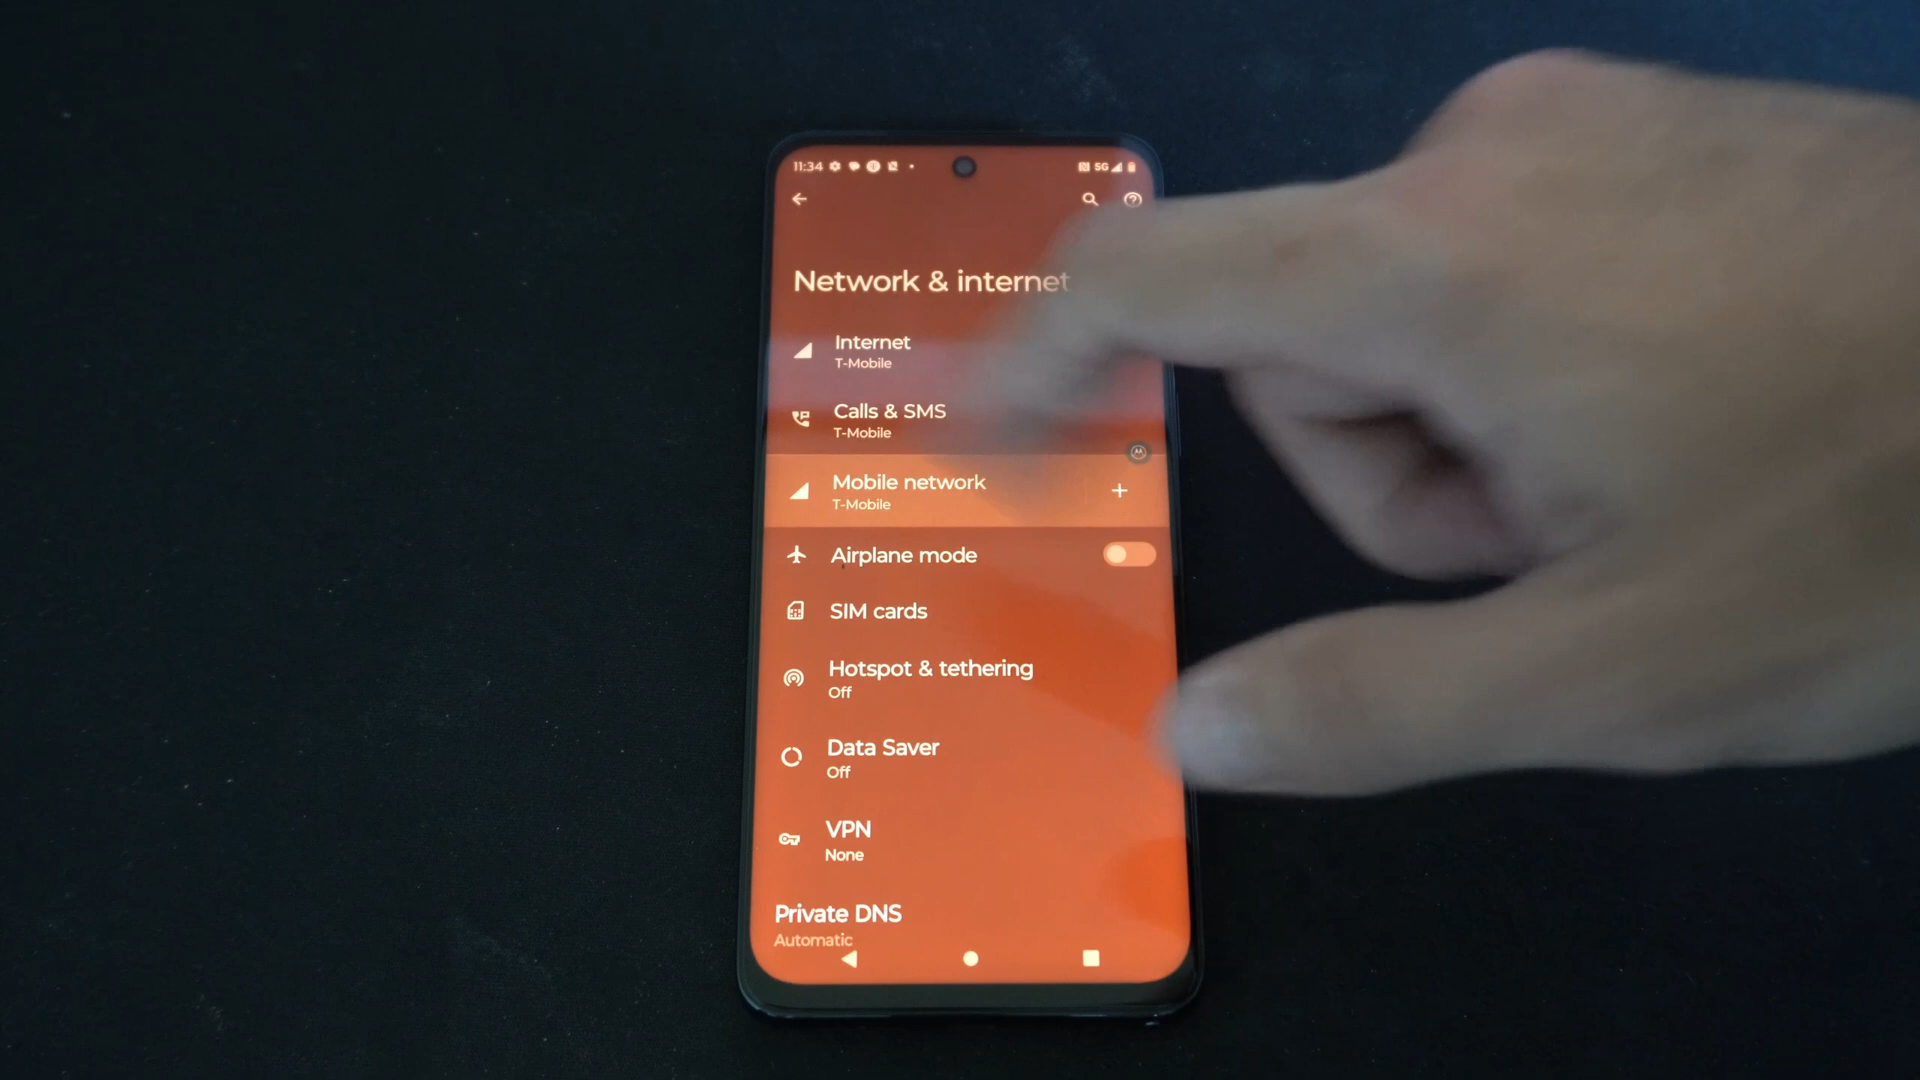 11:34 5G
Network & internet
Internet
T-Mobile
Calls & SMS
T-Mobile
Mobile network
T-Mobile
Airplane mode
SIM cards
Hotspot & tethering
Off
Data Saver
Off
VPN
None
Private DNS
Automatic